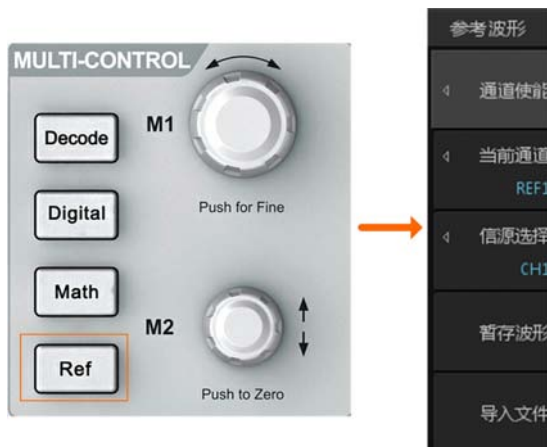 MULTI-CONTROL
Decode
M1
Digital
Push for Fine
Math
M2
Ref
Push to Zero
参考波形
通道使能
当前通道
REF1
信源选择
CH1
暂存波形
导入文件